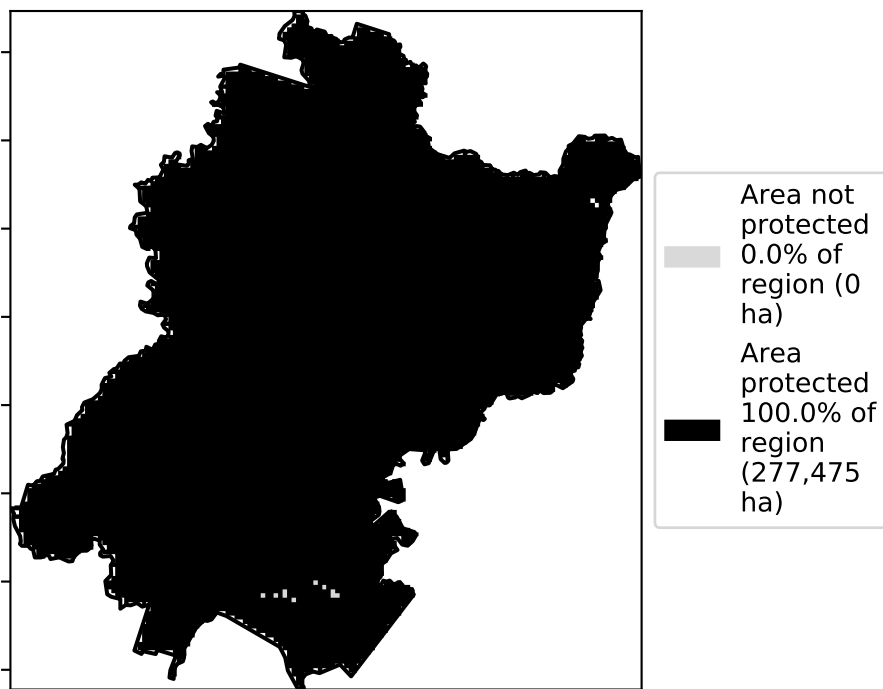 Area not
protected
0.0% of
region (0
ha)
Area
protected
100.0% of
region
(277,475
ha)